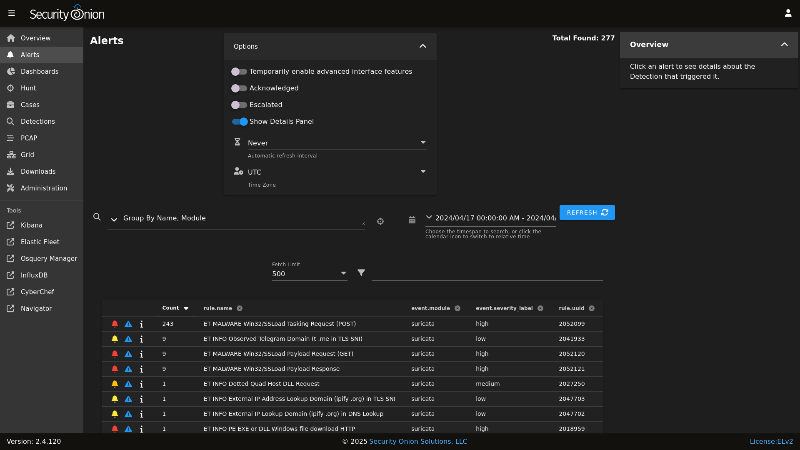 Security Onion
Overview
Alerts
Dashboards
Hunt
Cases
Detections
PCAP
Grid
Downloads
Administration
Tools
Kibana
Elastic Fleet
Osquery Manager
InfluxDB
CyberChef
Navigator
Alerts
Options
Temporarily enable advanced interface features
Acknowledged
Escalated
Show Details Panel
Never
Automatic refresh interval
UTC
Time Zone
Total Found: 277
Overview
Click an alert to see details about the
Detection that triggered it.
Group By Name, Module
2024/04/17 00:00:00 AM - 2024/04/
REFRESH
Choose the timespan to search, or click the
calendar icon to switch to relative time.
Fetch Limit
500
Count rule.name event.module event.severity_label rule.uuid
243 ET MALWARE Win32/SSLoad Tasking Request (POST) suricata high 2052099
9 ET INFO Observed Telegram Domain (t .me in TLS SNI) suricata low 2041933
9 ET MALWARE Win32/SSLoad Payload Request (GET) suricata high 2052120
9 ET MALWARE Win32/SSLoad Payload Response suricata high 2052121
1 ET INFO Dotted Quad Host DLL Request suricata medium 2027250
1 ET INFO External IP Address Lookup Domain (ipify .org) in TLS SNI suricata low 2047703
1 ET INFO External IP Lookup Domain (ipify .org) in DNS Lookup suricata low 2047702
1 ET INFO PE EXE or DLL Windows file download HTTP suricata high 2018959
Version: 2.4.120
© 2025 Security Onion Solutions, LLC
License:ELv2